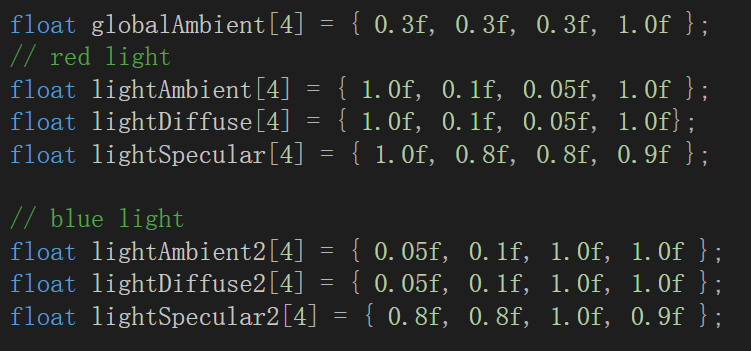 float globalAmbient[4] = { 0.3f, 0.3f, 0.3f, 1.0f };
// red light
float lightAmbient[4] = { 1.0f, 0.1f, 0.05f, 1.0f };
float lightDiffuse[4] = { 1.0f, 0.1f, 0.05f, 1.0f};
float lightSpecular[4] = { 1.0f, 0.8f, 0.8f, 0.9f };
// blue light
float lightAmbient2[4] = { 0.05f, 0.1f, 1.0f, 1.0f };
float lightDiffuse2[4] = { 0.05f, 0.1f, 1.0f, 1.0f };
float lightSpecular2[4] = { 0.8f, 0.8f, 1.0f, 0.9f };